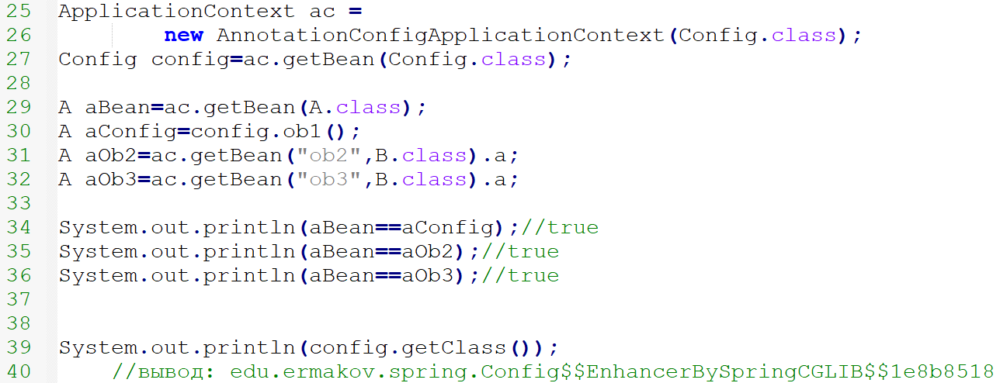 25 ApplicationContext ac =
26 new AnnotationConfigApplicationContext(Config.class);
27 Config config=ac.getBean(Config.class);
28
29 A aBean=ac.getBean(A.class);
30 A aConfig=config.ob1();
31 A aOb2=ac.getBean("ob2",B.class).a;
32 A aOb3=ac.getBean("ob3",B.class).a;
33
34 System.out.println(aBean==aConfig);//true
35 System.out.println(aBean==aOb2);//true
36 System.out.println(aBean==aOb3);//true
37
38
39 System.out.println(config.getClass());
40 //вывод: edu.ermakov.spring.Config$$EnhancerBySpringCGLIB$$1e8b8518